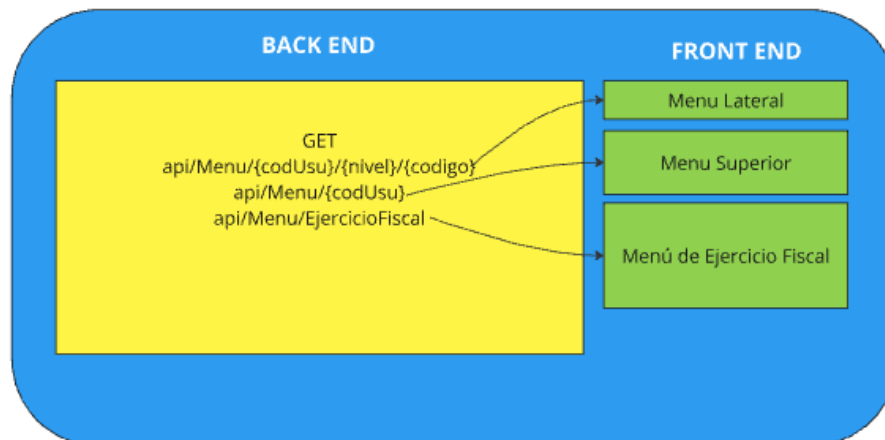 BACK END
GET
api/Menu/{codUsu}/{nivel}/{codigo}
api/Menu/{codUsu}
api/Menu/EjercicioFiscal
FRONT END
Menu Lateral
Menu Superior
Menú de Ejercicio Fiscal